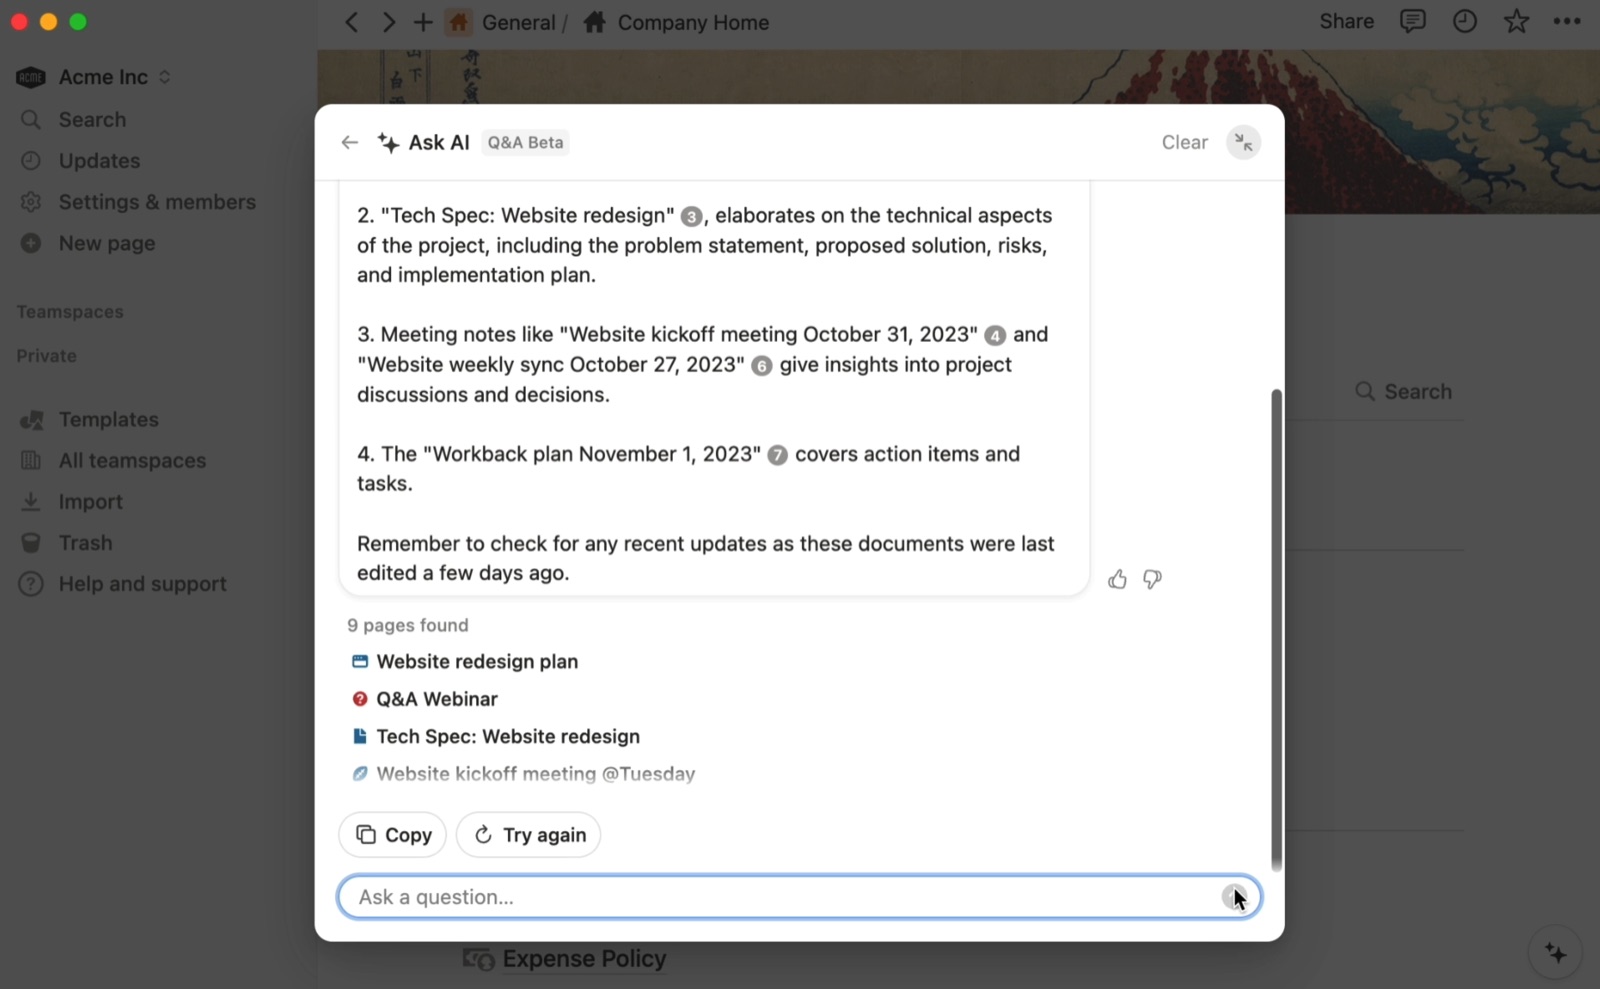 General / Company Home
Share
ACME Acme Inc
Search
Updates
Settings & members
New page
Teamspaces
Private
Templates
All teamspaces
Import
Trash
Help and support
Ask AI Q&A Beta
Clear
2. "Tech Spec: Website redesign" 3, elaborates on the technical aspects
of the project, including the problem statement, proposed solution, risks,
and implementation plan.
3. Meeting notes like "Website kickoff meeting October 31, 2023" 4 and
"Website weekly sync October 27, 2023" 6 give insights into project
discussions and decisions.
4. The "Workback plan November 1, 2023" 7 covers action items and
tasks.
Remember to check for any recent updates as these documents were last
edited a few days ago.
9 pages found
Website redesign plan
Q&A Webinar
Tech Spec: Website redesign
Website kickoff meeting @Tuesday
Copy
Try again
Ask a question...
Search
Expense Policy